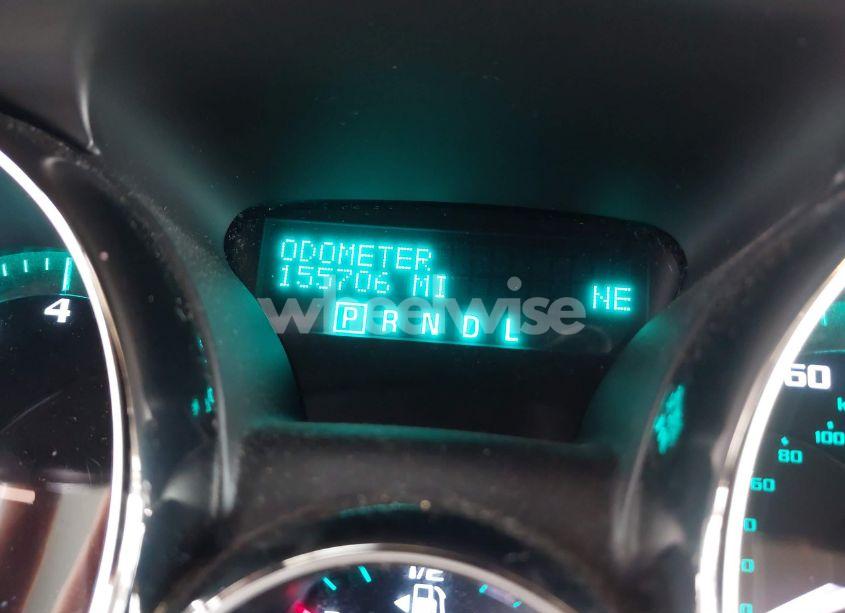 ODOMETER
155706 MI
NE
wheelwise
P R N D L
4
60
100
80
60
1/2